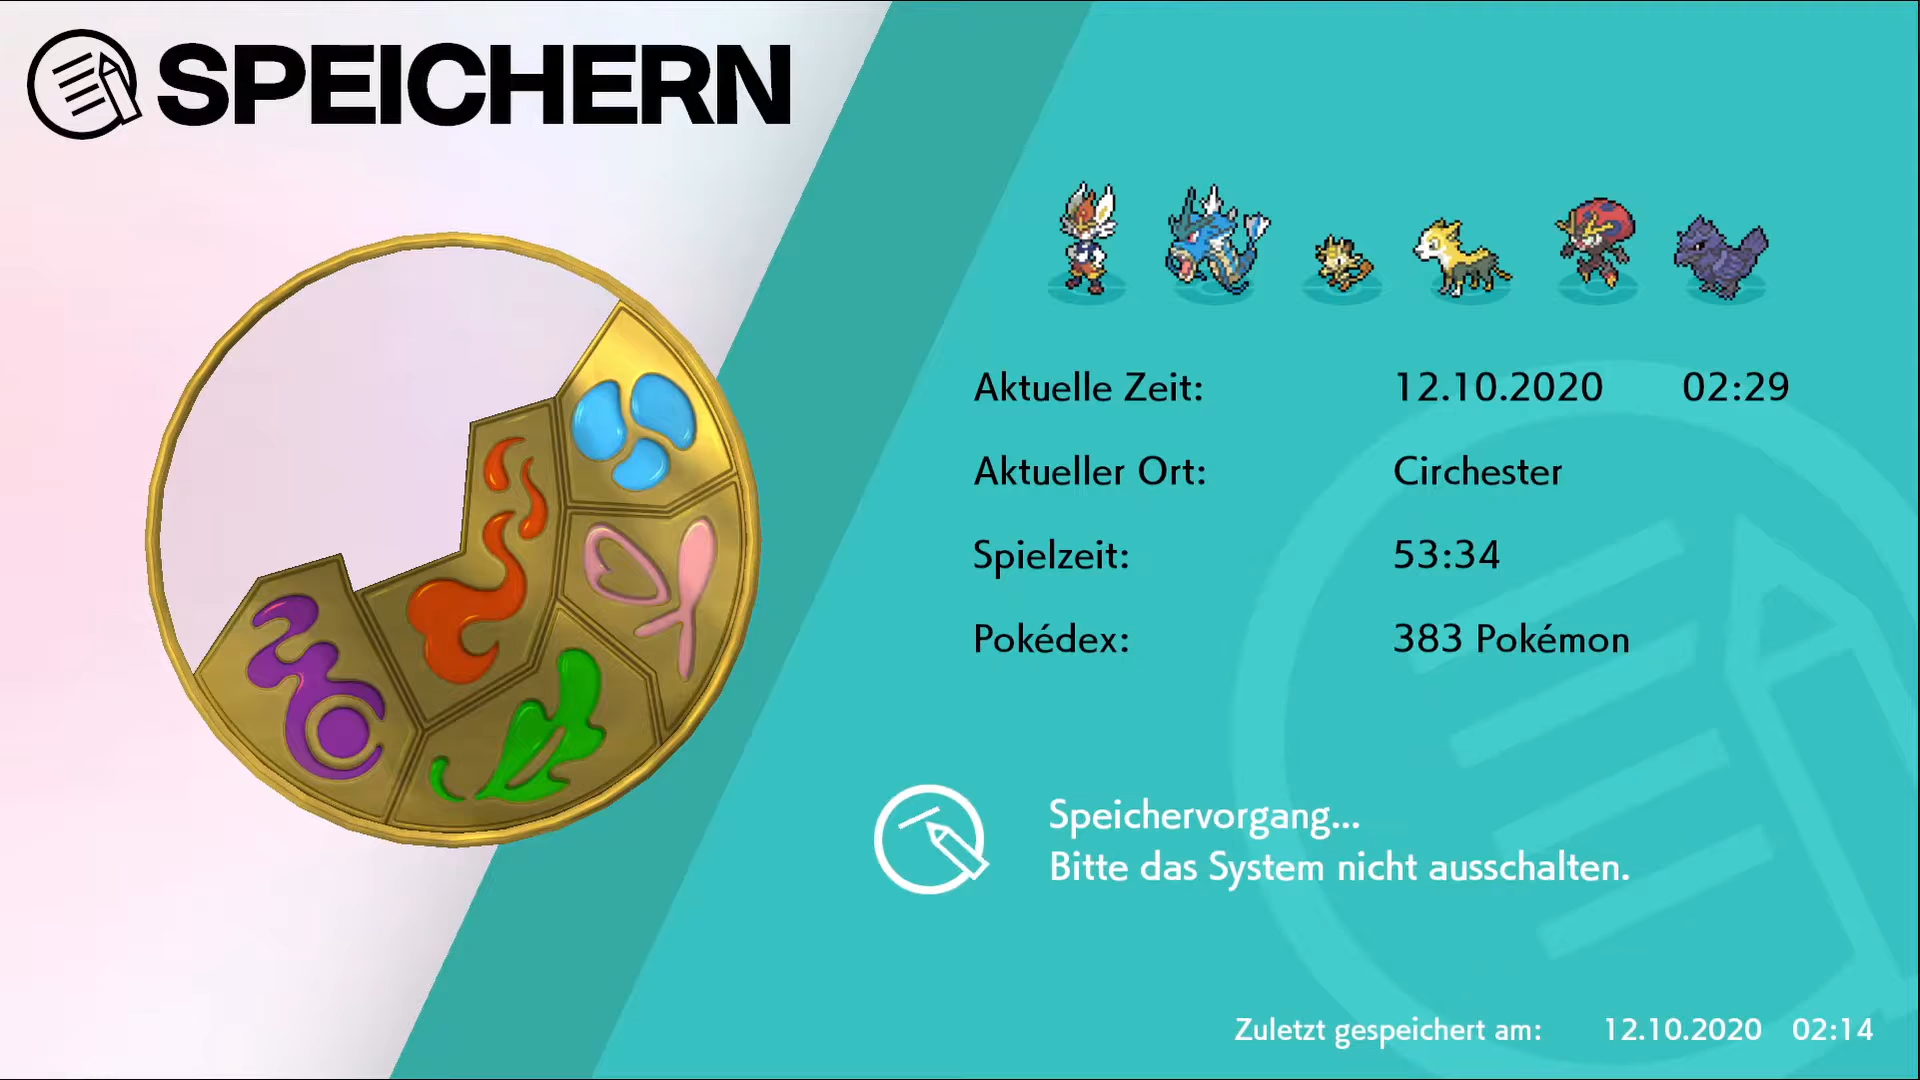 SPEICHERN
Aktuelle Zeit: 12.10.2020 02:29
Aktueller Ort: Circhester
Spielzeit: 53:34
Pokédex: 383 Pokémon
Speichervorgang...
Bitte das System nicht ausschalten.
Zuletzt gespeichert am: 12.10.2020 02:14